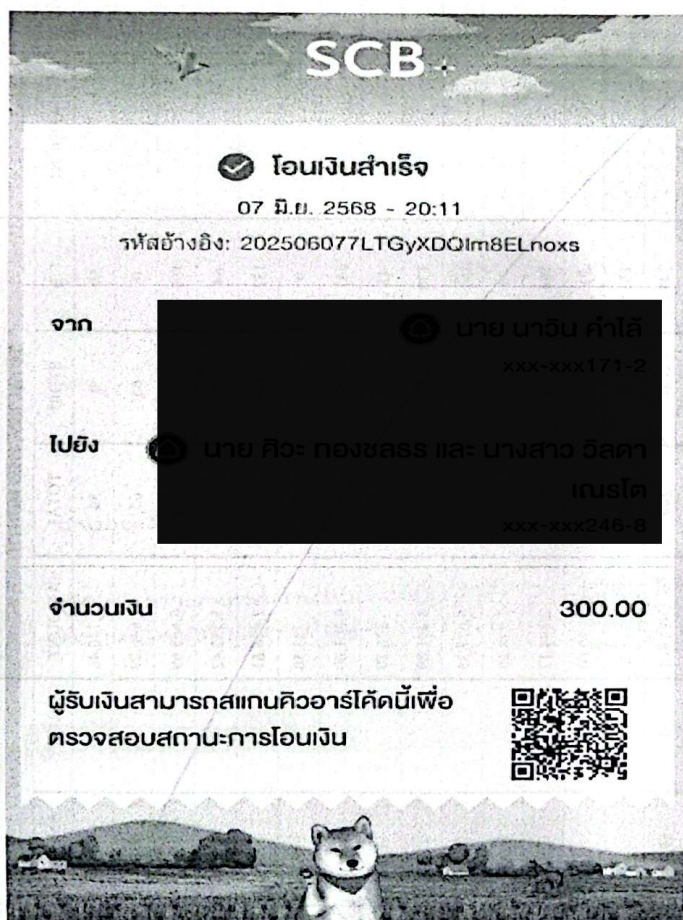 SCB+
โอนเงินสำเร็จ
07 มิ.ย. 2568 - 20:11
รหัสอ้างอิง: 202506077LTGyXDQIm8ELnoxs
จาก
ไปยัง
จำนวนเงิน 300.00
ผู้รับเงินสามารถสแกนคิวอาร์โค้ดนี้เพื่อ
ตรวจสอบสถานะการโอนเงิน